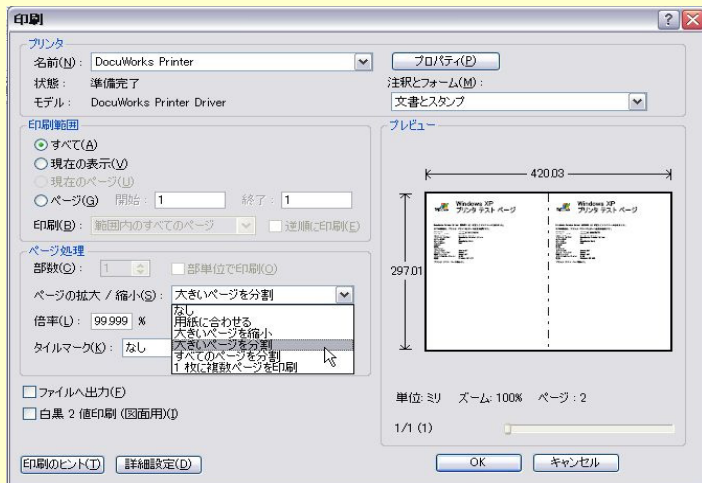 印刷
プリンタ
名前(N): DocuWorks Printer
プロパティ(P)
状態: 準備完了
注釈とフォーム(M):
モデル: DocuWorks Printer Driver
文書とスタンプ
印刷範囲
すべて(A)
現在の表示(V)
現在のページ(U)
ページ(G) 開始: 1 終了: 1
印刷(B): 範囲内のすべてのページ 逆順に印刷(E)
ページ処理
部数(C): 1 部単位で印刷(O)
ページの拡大 / 縮小(S): 大きいページを分割
なし
用紙に合わせる
大きいページを縮小
大きいページを分割
すべてのページを分割
1 枚に複数ページを印刷
倍率(L): 99.999 %
タイルマーク(K): なし
ファイルへ出力(F)
白黒 2 値印刷 (図面用)(I)
印刷のヒント(T) 詳細設定(D)
プレビュー
420.03
297.01
Windows XP
プリンタ テスト ページ
Windows XP
プリンタ テスト ページ
単位: ミリ ズーム: 100% ページ : 2
1/1 (1)
OK キャンセル